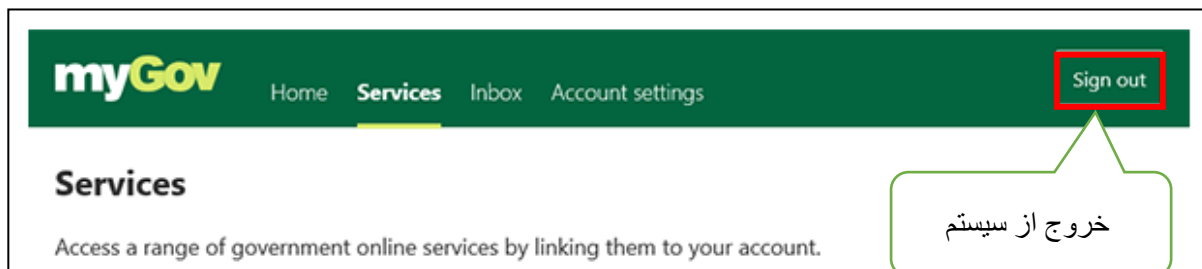 myGov Home Services Inbox Account settings Sign out
Services
خروج از سیستم
Access a range of government online services by linking them to your account.